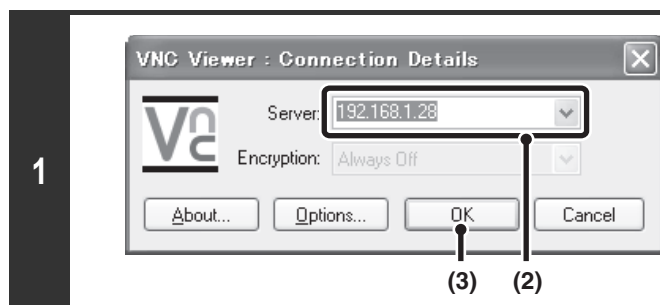 1
VNC Viewer : Connection Details
VNC
Server: 192.168.1.28
Encryption: Always Off
About... Options... OK Cancel
(3) (2)